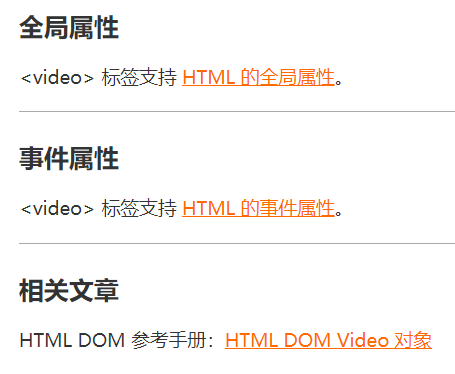 全局属性
<video> 标签支持 HTML 的全局属性。
事件属性
<video> 标签支持 HTML 的事件属性。
相关文章
HTML DOM 参考手册：HTML DOM Video 对象